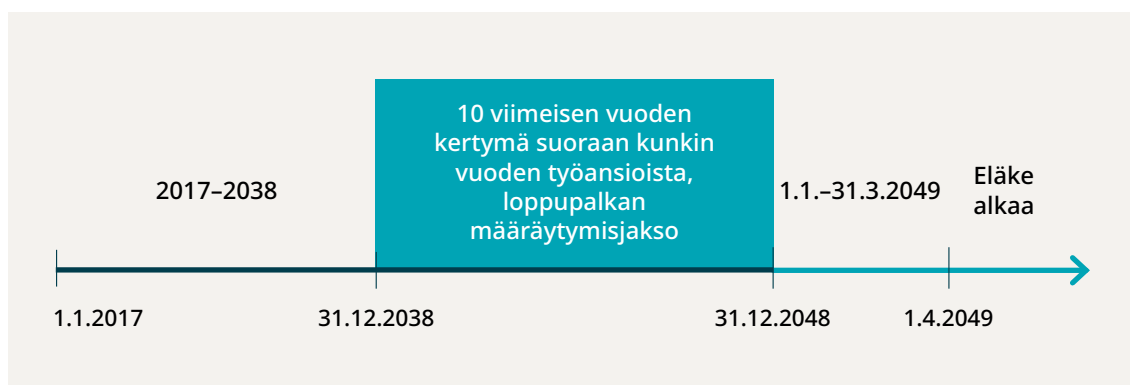 10 viimeisen vuoden
kertymä suoraan kunkin
vuoden työansioista,
loppupalkan
määräytymisjakso
2017–2038
1.1.–31.3.2049
Eläke
alkaa
1.1.2017
31.12.2038
31.12.2048
1.4.2049